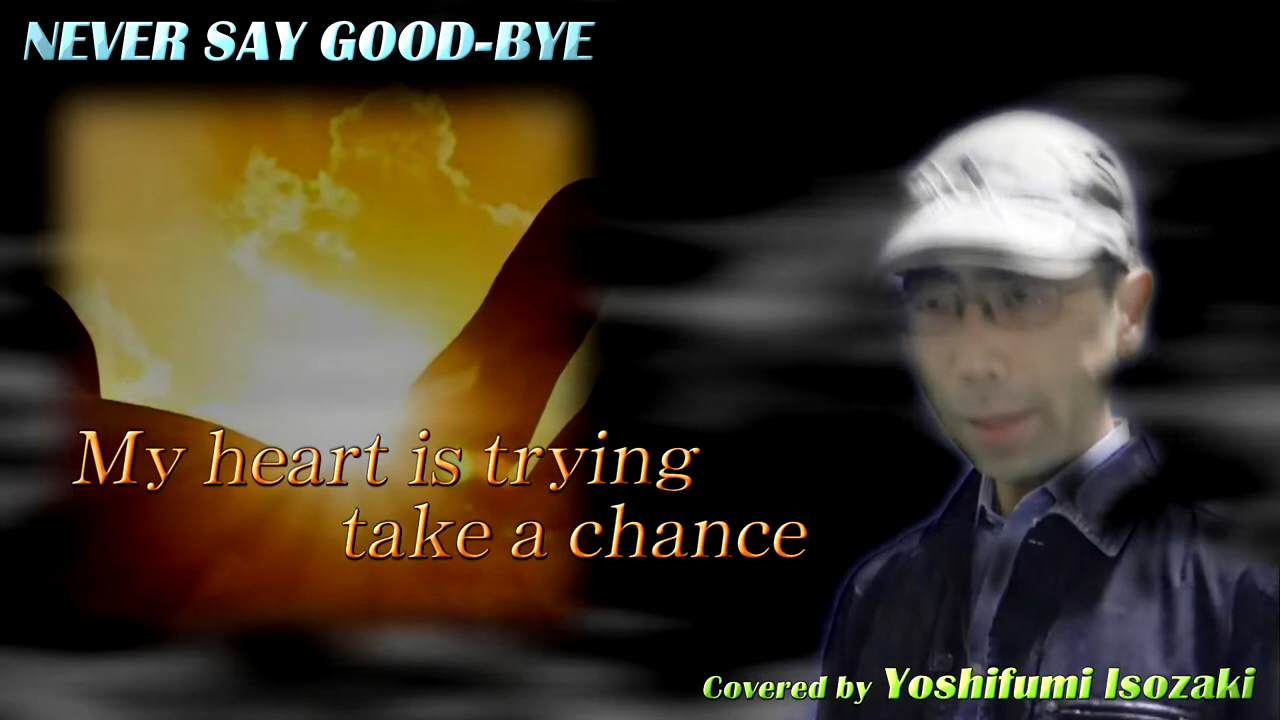 NEVER SAY GOOD-BYE
My heart is trying
take a chance
Covered by Yoshifumi Isozaki